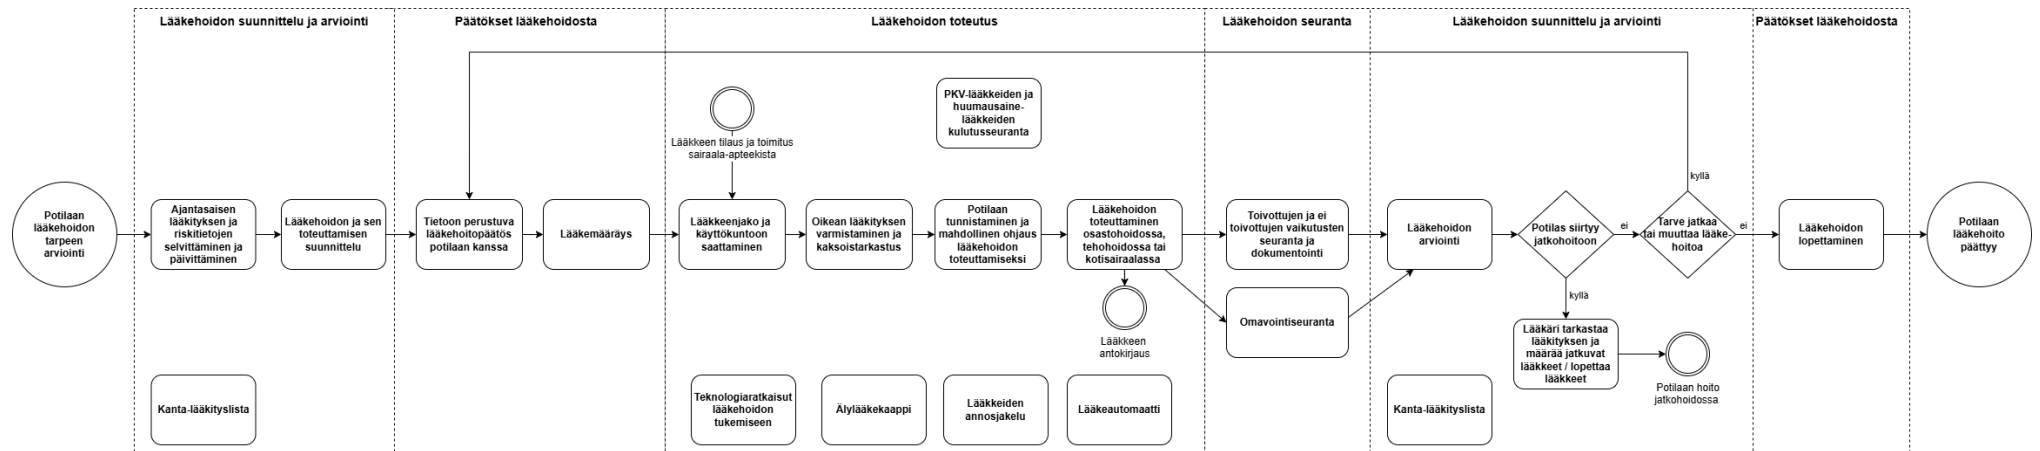 Lääkehoidon suunnittelu ja arviointi
Päätökset lääkehoidosta
Lääkehoidon toteutus
Lääkehoidon seuranta
Lääkehoidon suunnittelu ja arviointi
Päätökset lääkehoidosta
PKV-lääkkeiden ja
huumausaine-
lääkkeiden
kulutusseuranta
Lääkkeen tilaus ja toimitus
sairaala-apteekista
kyllä
Potilaan
lääkehoidon
tarpeen
arviointi
Ajantasaisen
lääkityksen ja
riskitietojen
selvittäminen ja
päivittäminen
Lääkehoidon ja sen
toteuttamisen
suunnittelu
Tietoon perustuva
lääkehoitopäätös
potilaan kanssa
Lääkemääräys
Lääkkeenjako ja
käyttökuntoon
saattaminen
Oikean lääkityksen
varmistaminen ja
kaksoistarkastus
Potilaan
tunnistaminen ja
mahdollinen ohjaus
lääkehoidon
toteuttamiseksi
Lääkehoidon
toteuttaminen
osastohoidossa,
tehohoidossa tai
kotisairaalassa
Toivottujen ja ei
toivottujen vaikutusten
seuranta ja
dokumentointi
Lääkehoidon
arviointi
Potilas siirtyy
jatkohoitoon
ei
Tarve jatkaa
tai muuttaa lääke-
hoitoa
ei
Lääkehoidon
lopettaminen
Potilaan
lääkehoito
päättyy
kyllä
Omavointiseuranta
Lääkkeen
antokirjaus
Lääkäri tarkastaa
lääkityksen ja
määrää jatkuvat
lääkkeet / lopettaa
lääkkeet
Potilaan hoito
jatkohoidossa
Kanta-lääkityslista
Teknologiaratkaisut
lääkehoidon
tukemiseen
Älylääkekaappi
Lääkkeiden
annosjakelu
Lääkeautomaatti
Kanta-lääkityslista